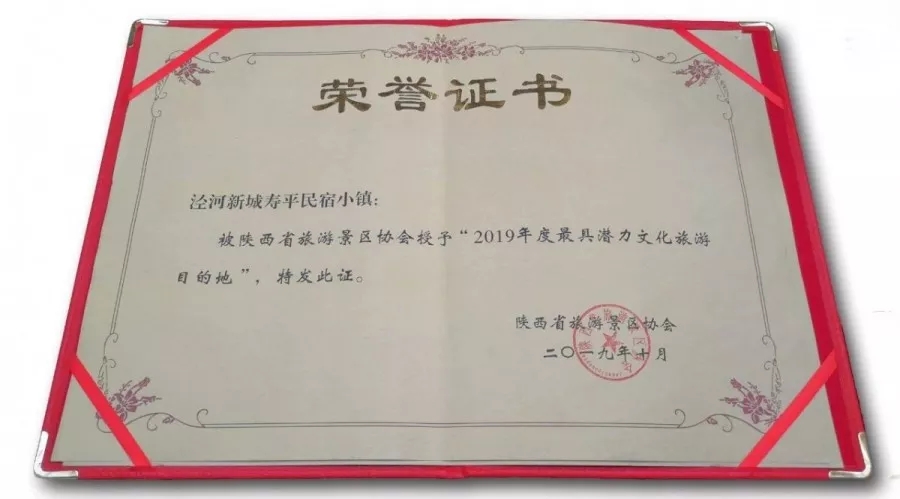 荣誉证书
泾河新城寿平民宿小镇:
被陕西省旅游景区协会授予“2019年度最具潜力文化旅游
目的地”，特发此证。
陕西省旅游景区协会
二〇一九年十月